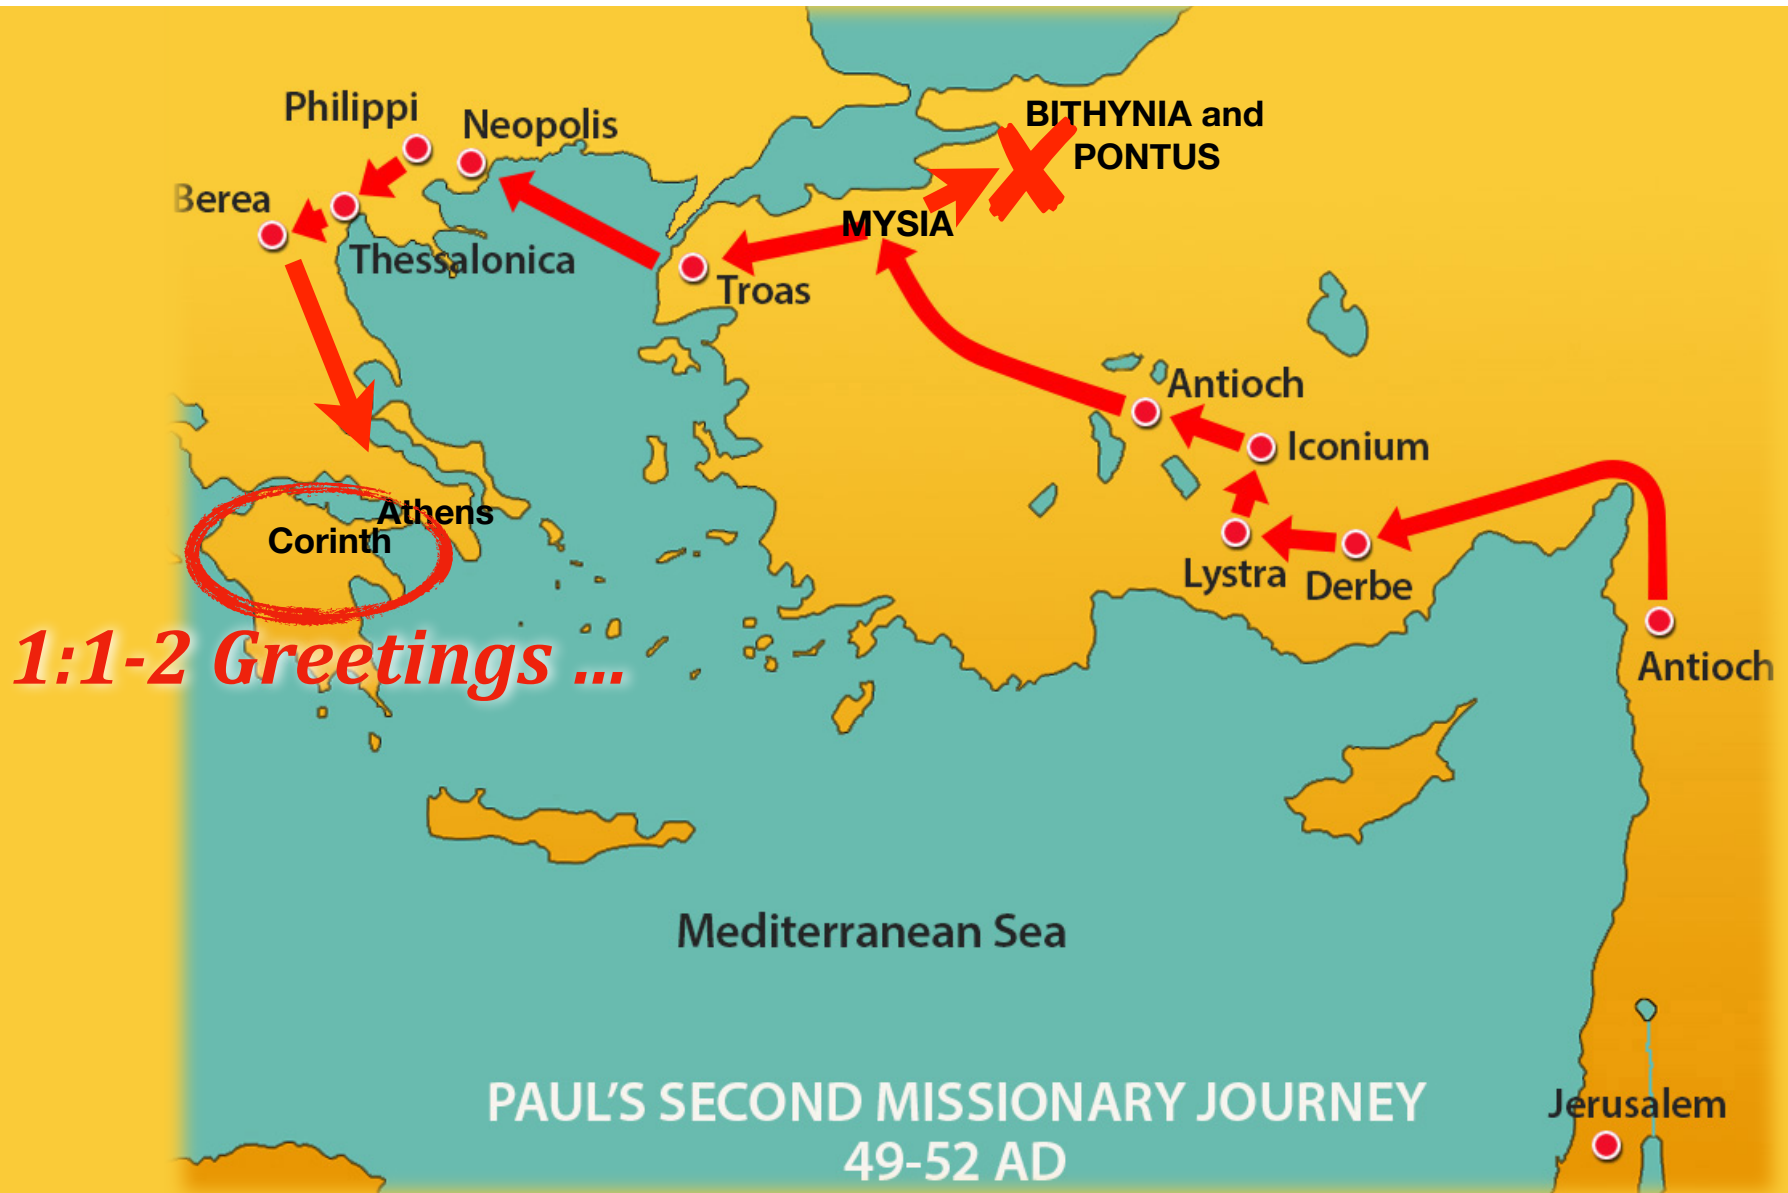 Philippi
Neopolis
BITHYNIA and
PONTUS
Berea
MYSIA
Thessalonica
Troas
Antioch
Iconium
Athens
Corinth
Lystra
Derbe
1:1-2 Greetings ...
Antioch
Mediterranean Sea
PAUL'S SECOND MISSIONARY JOURNEY
49-52 AD
Jerusalem